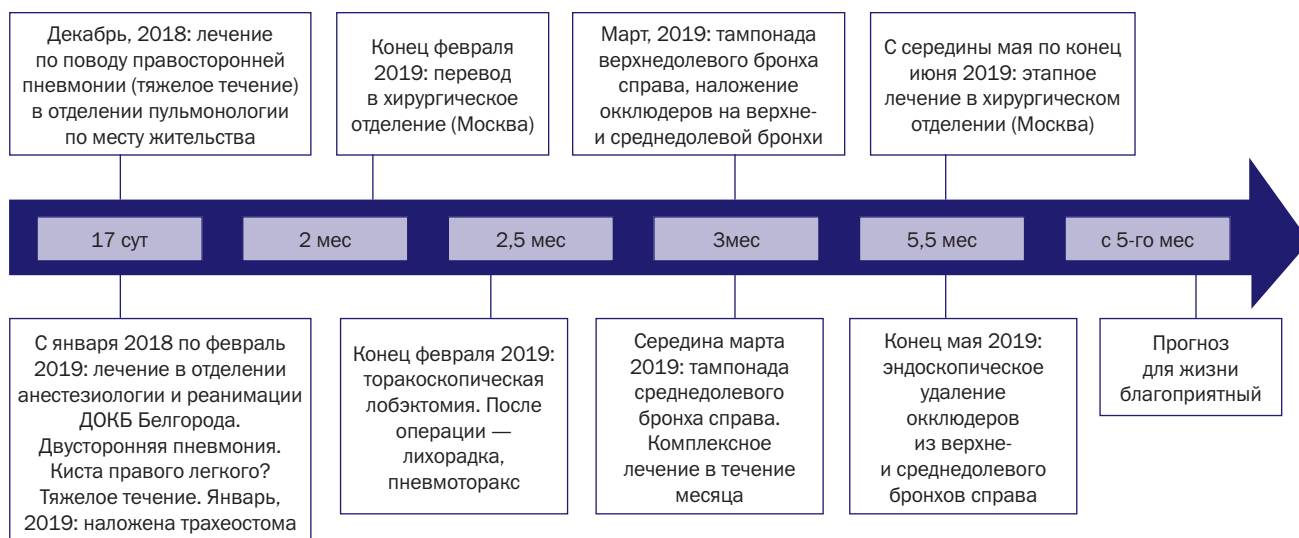 Декабрь, 2018: лечение
по поводу правосторонней
пневмонии (тяжелое течение)
в отделении пульмонологии
по месту жительства
Конец февраля
2019: перевод
в хирургическое
отделение (Москва)
Март, 2019: тампонада
верхнедолевого бронха
справа, наложение
окклюдеров на верхне-
и среднедолевой бронхи
С середины мая по конец
июня 2019: этапное
лечение в хирургическом
отделении (Москва)
17 сут
2 мес
2,5 мес
3мес
5,5 мес
с 5-го мес
С января 2018 по февраль
2019: лечение в отделении
анестезиологии и реанимации
ДОКБ Белгорода.
Двусторонняя пневмония.
Киста правого легкого?
Тяжелое течение. Январь,
2019: наложена трахеостома
Конец февраля 2019:
торакоскопическая
лобэктомия. После
операции —
лихорадка,
пневмоторакс
Середина марта
2019: тампонада
среднедолевого
бронха справа.
Комплексное
лечение в течение
месяца
Конец мая 2019:
эндоскопическое
удаление
окклюдеров
из верхне-
и среднедолевого
бронхов справа
Прогноз
для жизни
благоприятный